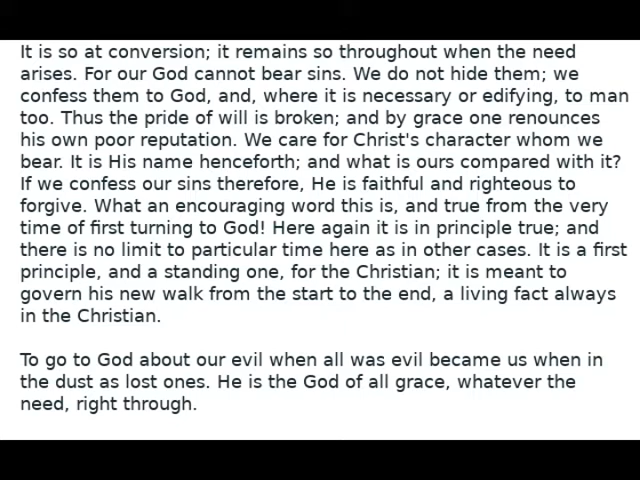 It is so at conversion; it remains so throughout when the need
arises. For our God cannot bear sins. We do not hide them; we
confess them to God, and, where it is necessary or edifying, to man
too. Thus the pride of will is broken; and by grace one renounces
his own poor reputation. We care for Christ's character whom we
bear. It is His name henceforth; and what is ours compared with it?
If we confess our sins therefore, He is faithful and righteous to
forgive. What an encouraging word this is, and true from the very
time of first turning to God! Here again it is in principle true; and
there is no limit to particular time here as in other cases. It is a first
principle, and a standing one, for the Christian; it is meant to
govern his new walk from the start to the end, a living fact always
in the Christian.
To go to God about our evil when all was evil became us when in
the dust as lost ones. He is the God of all grace, whatever the
need, right through.